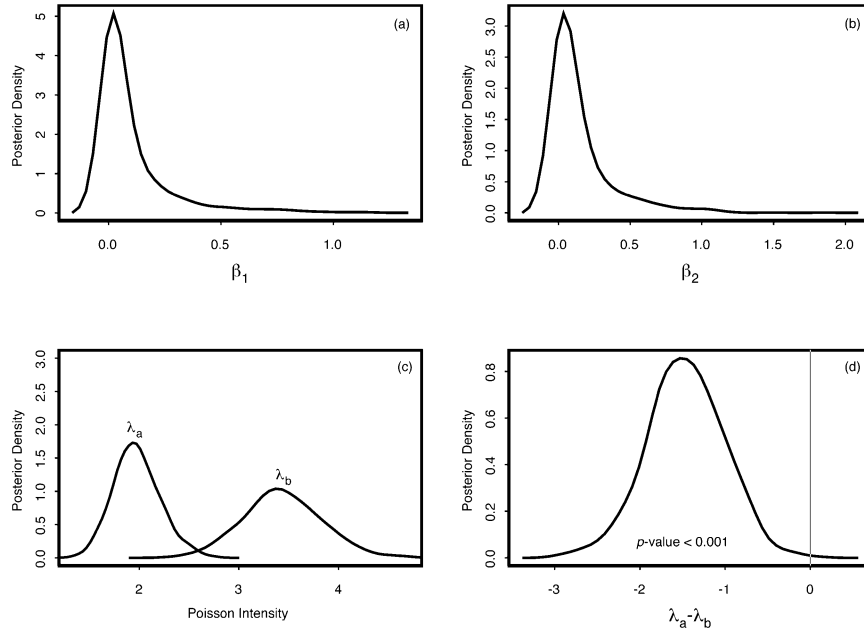 (a)
Posterior Density
5
4
3
2
1
0
0.0 0.5 1.0
β1
(b)
Posterior Density
3.0
2.5
2.0
1.5
1.0
0.5
0.0
0.0 0.5 1.0 1.5 2.0
β2
(c)
Posterior Density
3.0
2.5
2.0
1.5
1.0
0.5
0.0
λa
λb
2 3 4
Poisson Intensity
(d)
Posterior Density
0.8
0.6
0.4
0.2
0.0
p-value < 0.001
-3 -2 -1 0
λa-λb